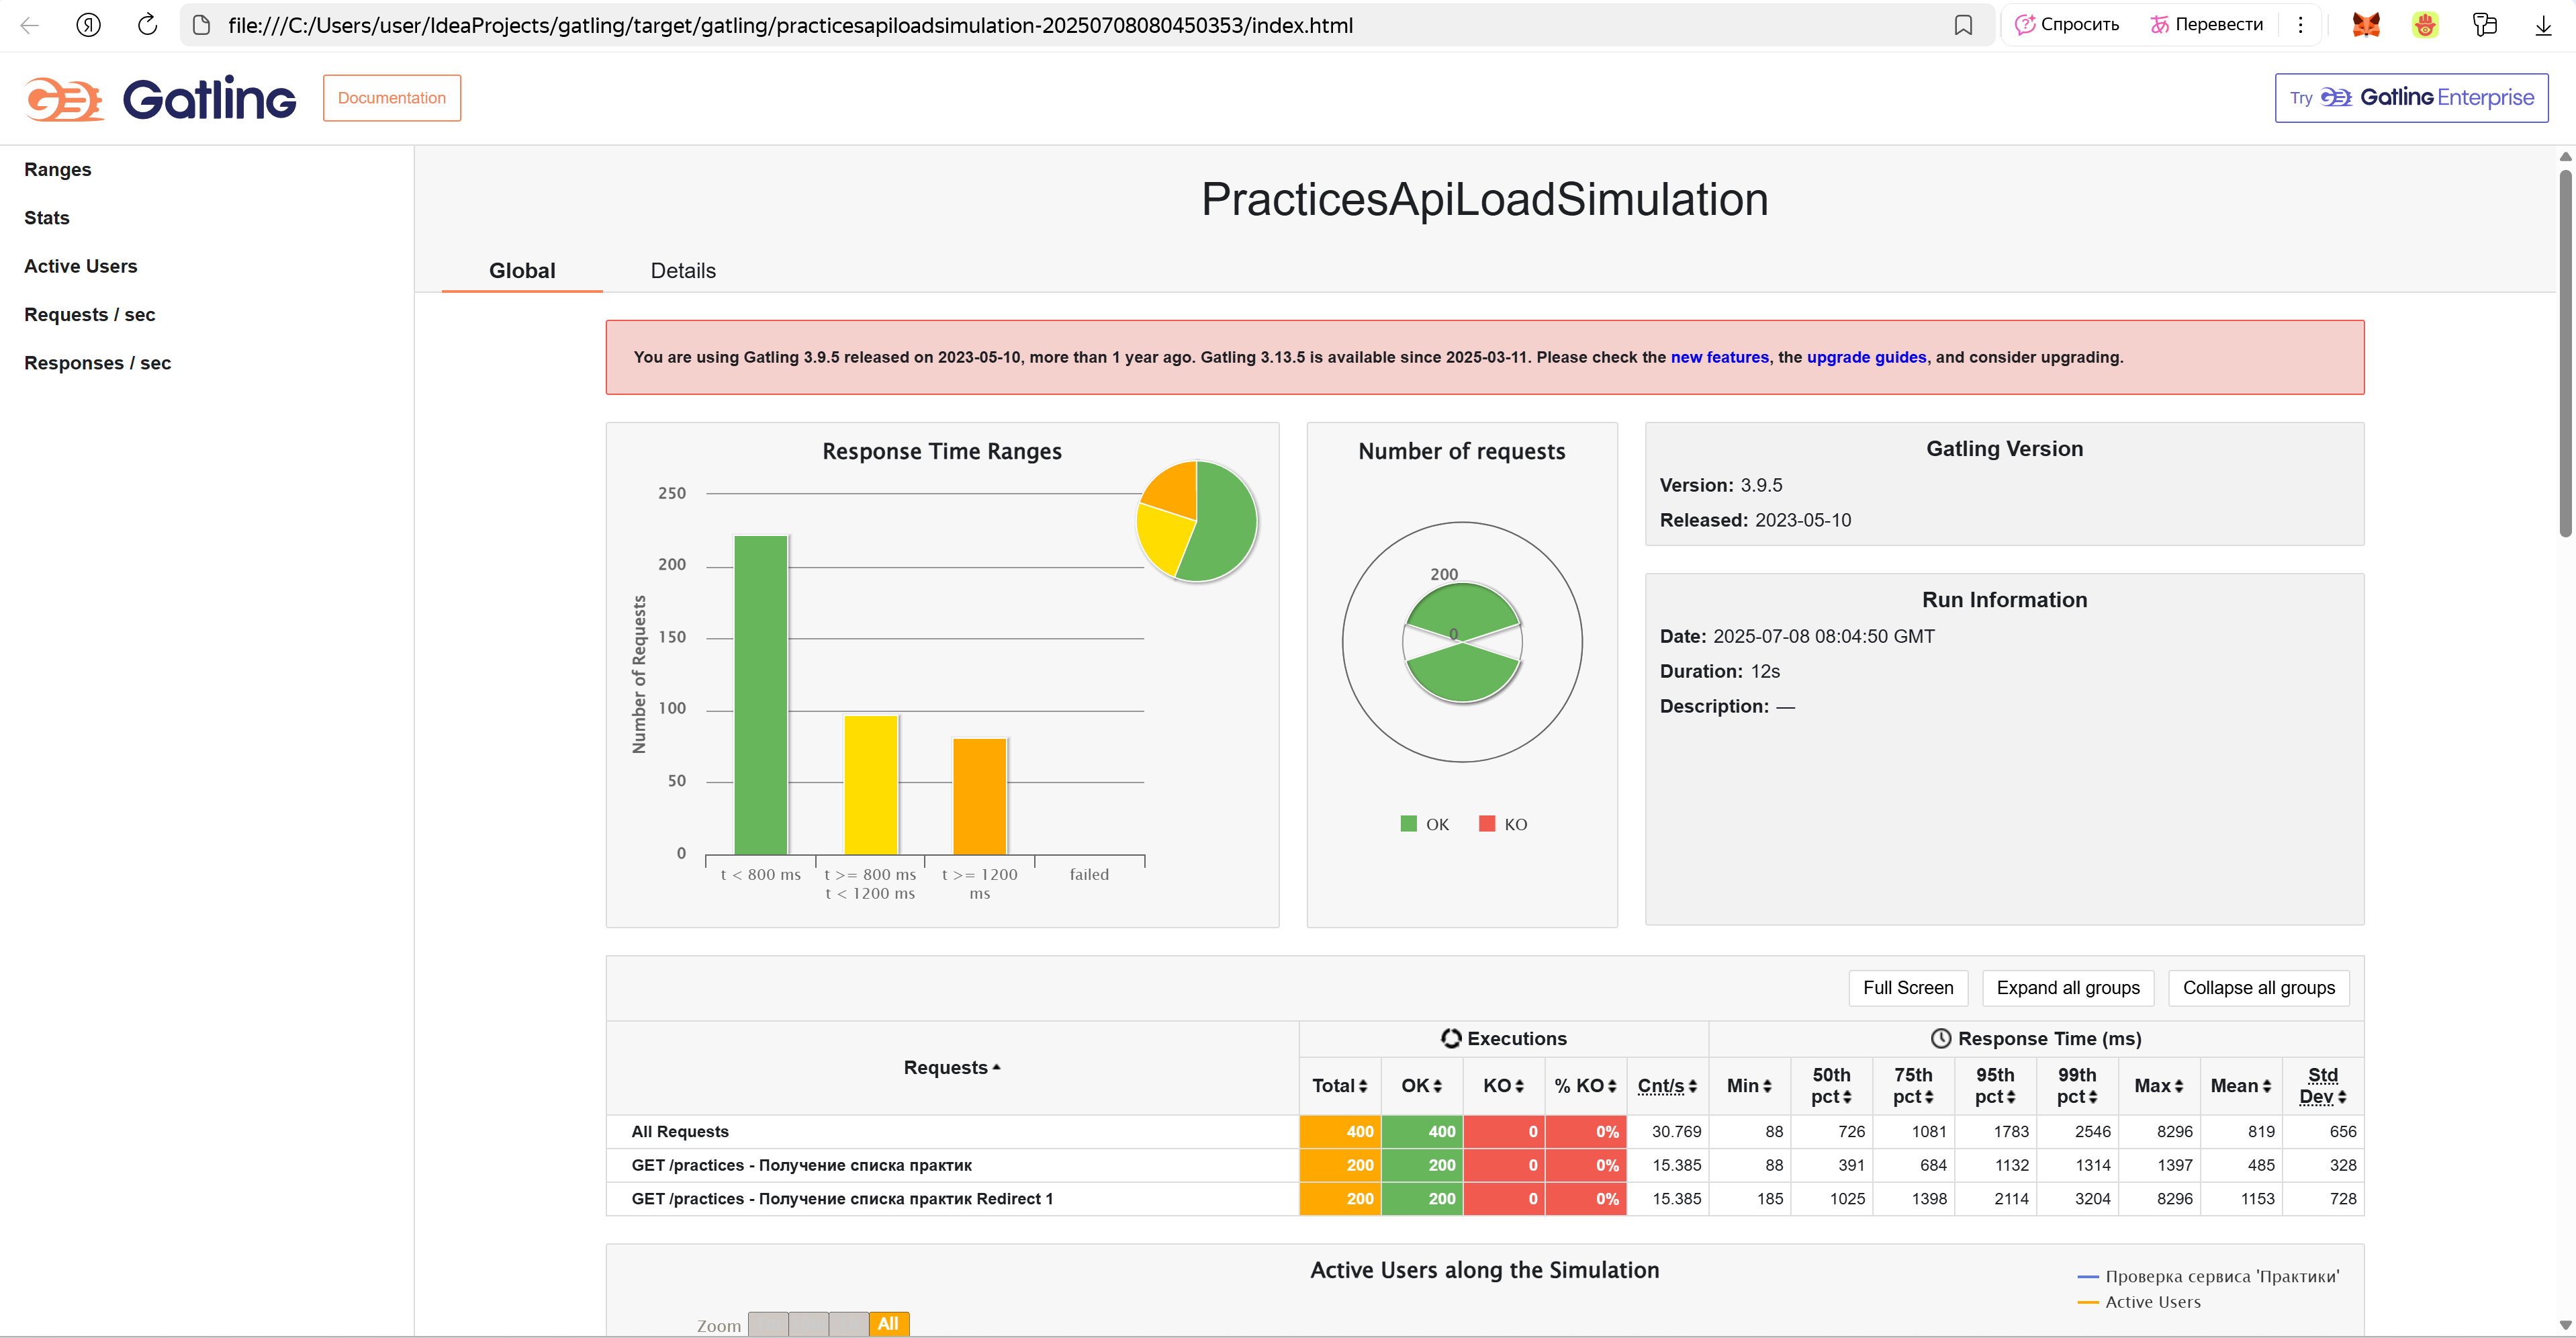 file:///C:/Users/user/IdeaProjects/gatling/target/gatling/practicesapiloadsimulation-20250708080450353/index.html
Спросить
Перевести
Gatling
Documentation
Try Gatling Enterprise
Ranges
Stats
Active Users
Requests / sec
Responses / sec
PracticesApiLoadSimulation
Global
Details
You are using Gatling 3.9.5 released on 2023-05-10, more than 1 year ago. Gatling 3.13.5 is available since 2025-03-11. Please check the new features, the upgrade guides, and consider upgrading.
Response Time Ranges
Number of Requests
250
200
150
100
50
0
t < 800 ms
t >= 800 ms
t < 1200 ms
t >= 1200
ms
failed
Number of requests
200
0
OK
KO
Gatling Version
Version: 3.9.5
Released: 2023-05-10
Run Information
Date: 2025-07-08 08:04:50 GMT
Duration: 12s
Description: —
Full Screen
Expand all groups
Collapse all groups
Requests
Executions
Response Time (ms)
Total OK KO % KO Cnt/s Min 50th pct 75th pct 95th pct 99th pct Max Mean Std Dev
All Requests 400 400 0 0% 30.769 88 726 1081 1783 2546 8296 819 656
GET /practices - Получение списка практик 200 200 0 0% 15.385 88 391 684 1132 1314 1397 485 328
GET /practices - Получение списка практик Redirect 1 200 200 0 0% 15.385 185 1025 1398 2114 3204 8296 1153 728
Active Users along the Simulation
Проверка сервиса 'Практики'
Active Users
Zoom
All